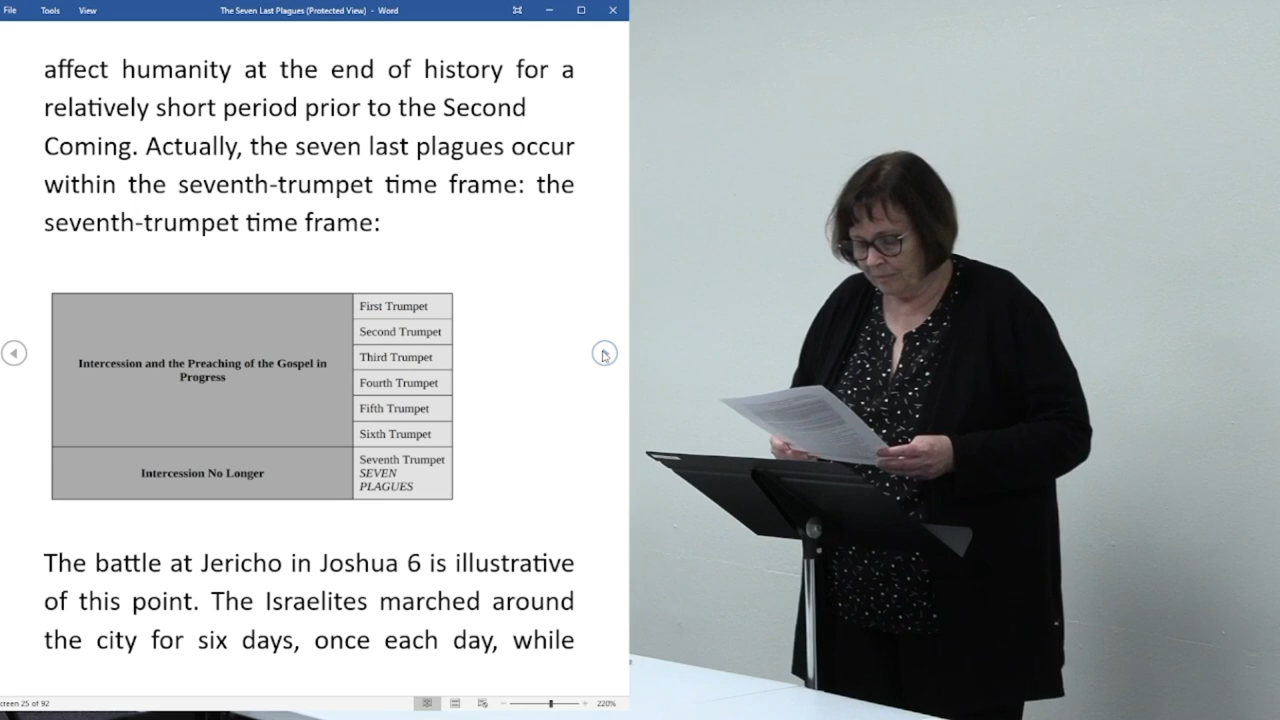 File Tools View The Seven Last Plagues (Protected View) - Word
affect humanity at the end of history for a
relatively short period prior to the Second
Coming. Actually, the seven last plagues occur
within the seventh-trumpet time frame: the
seventh-trumpet time frame:
First Trumpet
Second Trumpet
Third Trumpet
Intercession and the Preaching of the Gospel in
Progress
Fourth Trumpet
Fifth Trumpet
Sixth Trumpet
Intercession No Longer
Seventh Trumpet
SEVEN
PLAGUES
The battle at Jericho in Joshua 6 is illustrative
of this point. The Israelites marched around
the city for six days, once each day, while
creen 25 of 92 220%